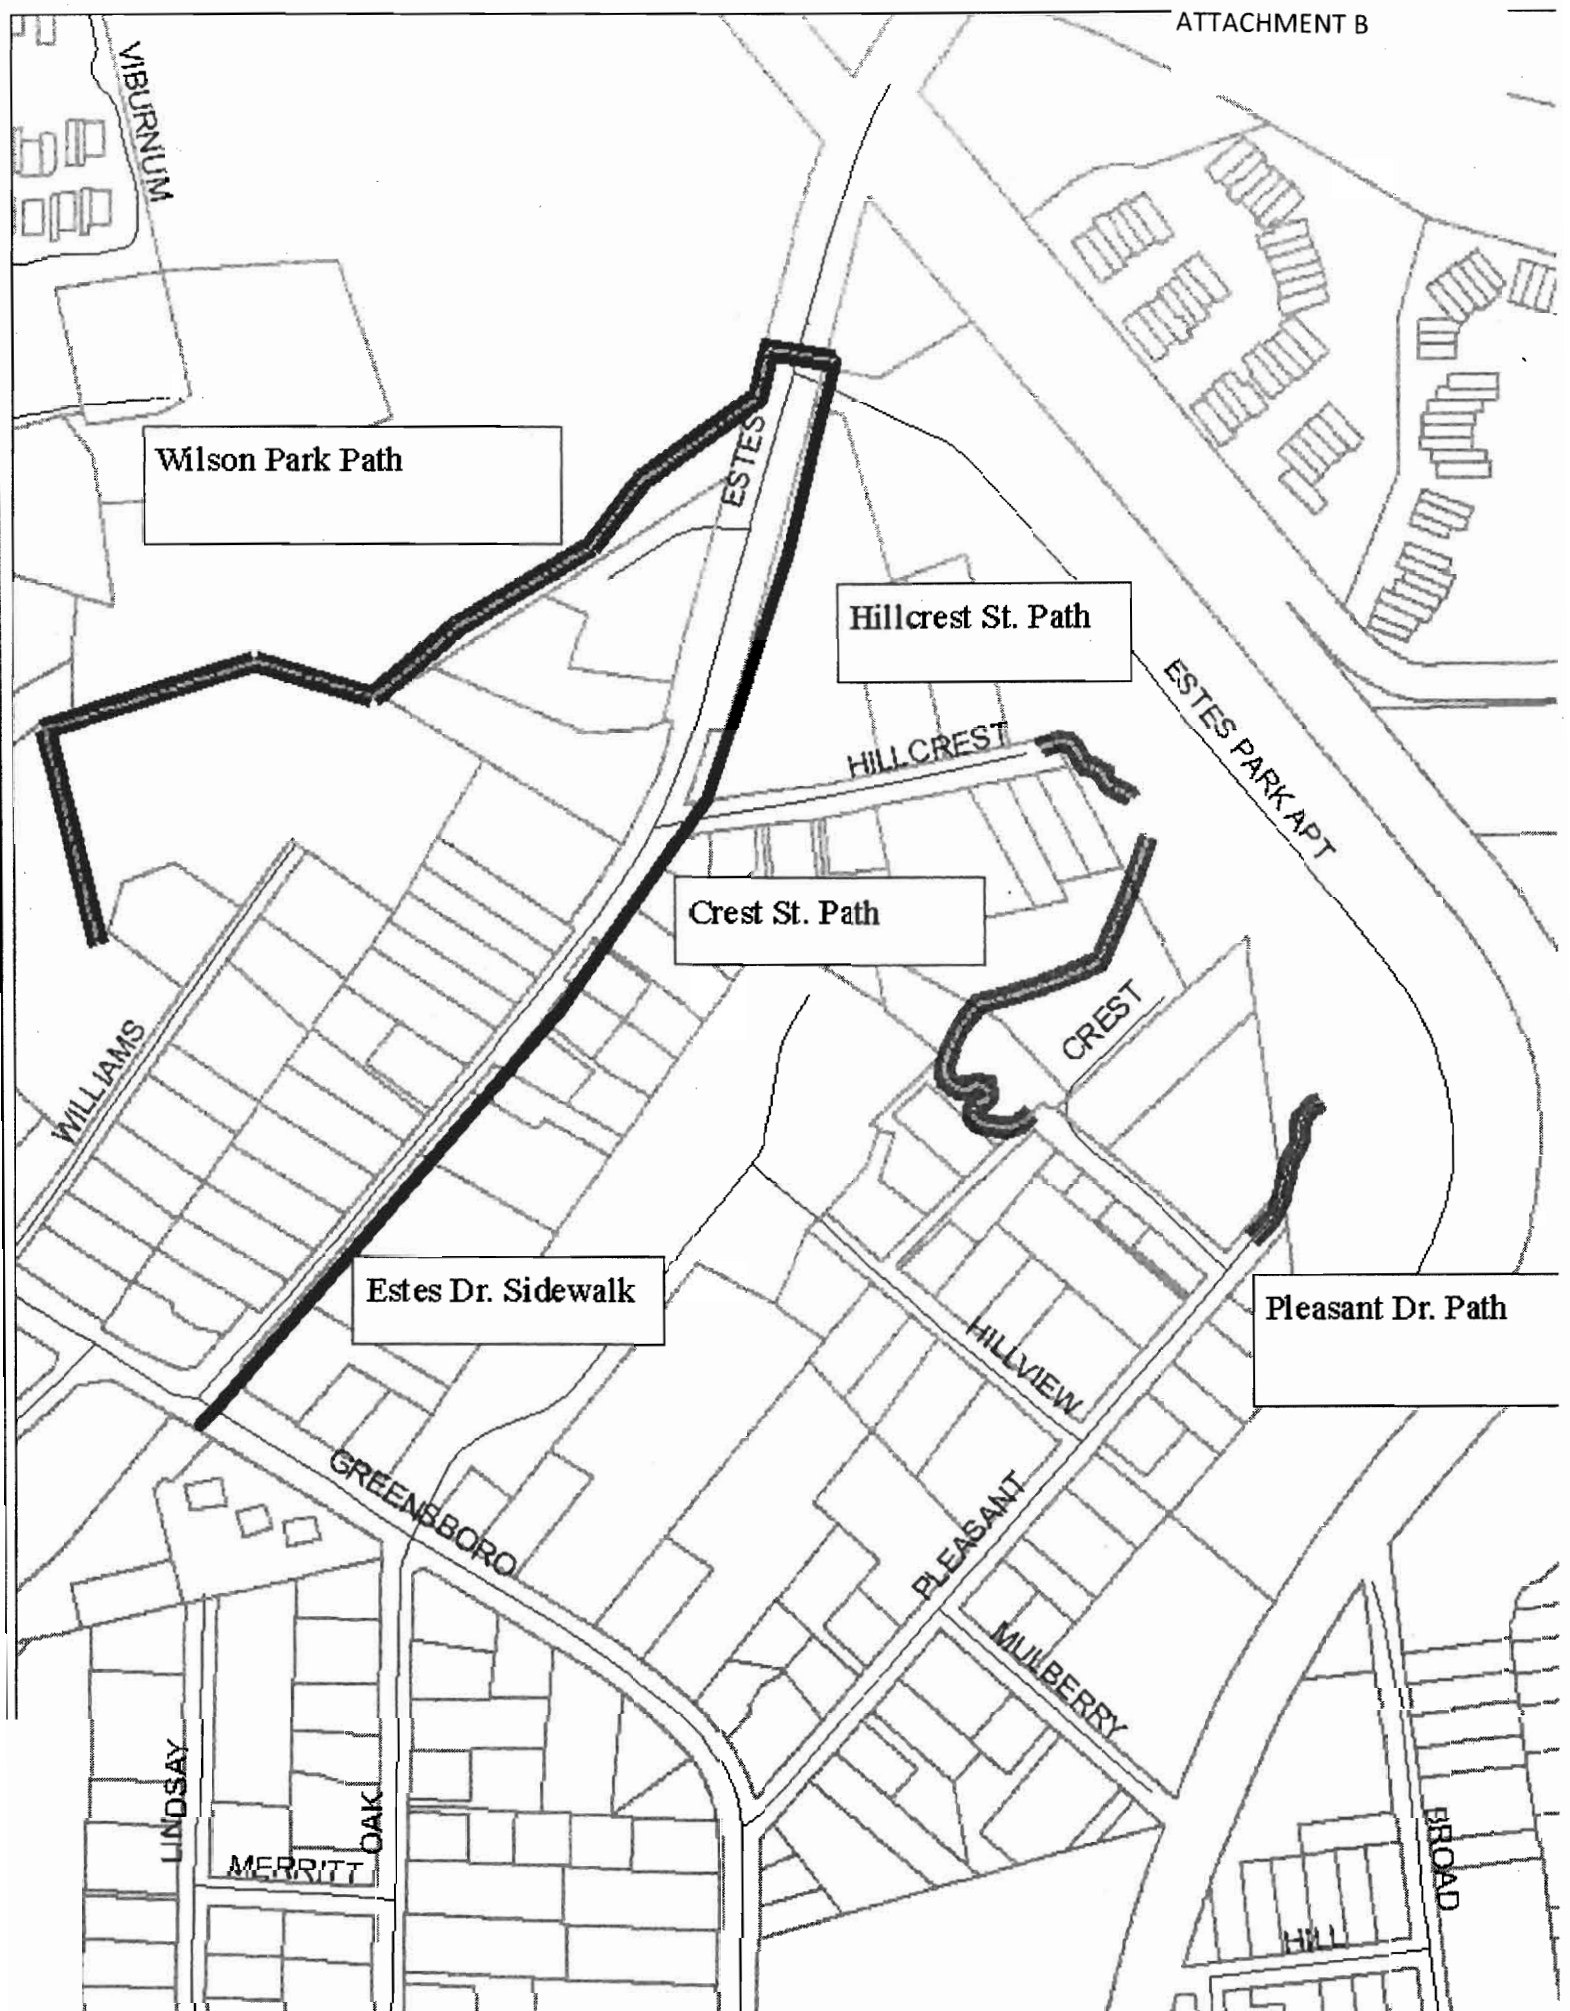 ATTACHMENT B
VIBURNUM
Wilson Park Path
ESTES
Hillcrest St. Path
ESTES PARK APT
HILLCREST
Crest St. Path
CREST
WILLIAMS
Estes Dr. Sidewalk
Pleasant Dr. Path
HILLVIEW
GREENSBORO
PLEASANT
MULBERRY
LINDSAY
OAK
MERRITT
BROAD
HILL